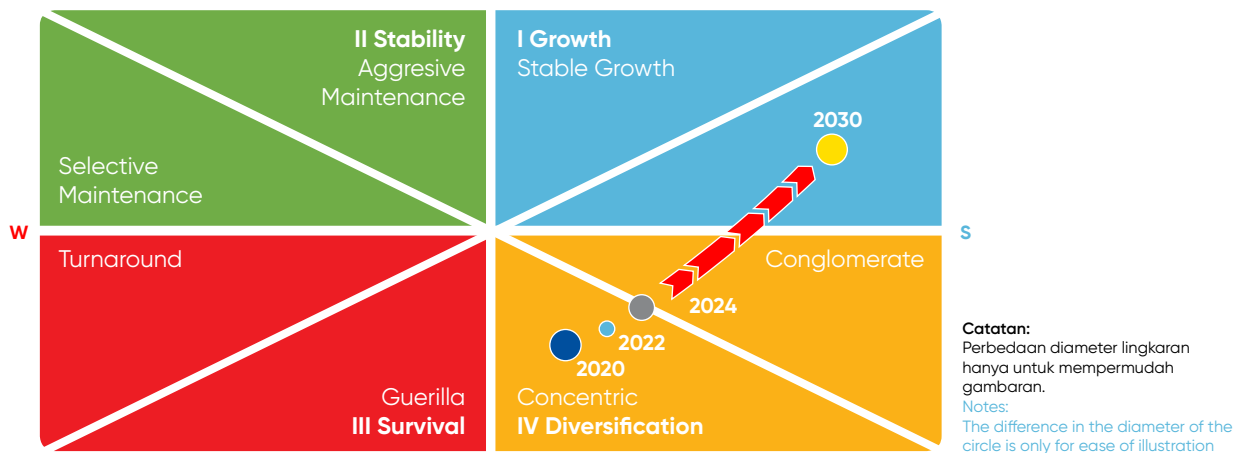 II Stability
Aggresive
Maintenance
I Growth
Stable Growth
2030
Selective
Maintenance
W
S
Turnaround
Conglomerate
2024
2022
2020
Guerilla
III Survival
Concentric
IV Diversification
Catatan:
Perbedaan diameter lingkaran
hanya untuk mempermudah
gambaran.
Notes:
The difference in the diameter of the
circle is only for ease of illustration